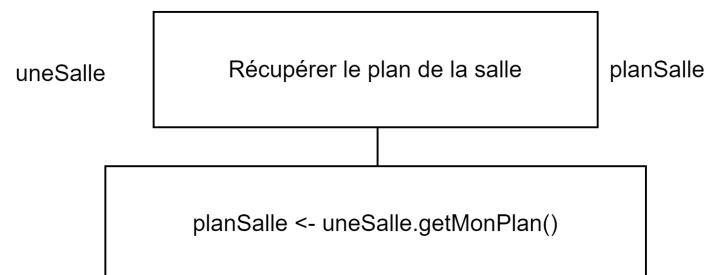 uneSalle
Récupérer le plan de la salle
planSalle
planSalle <- uneSalle.getMonPlan()